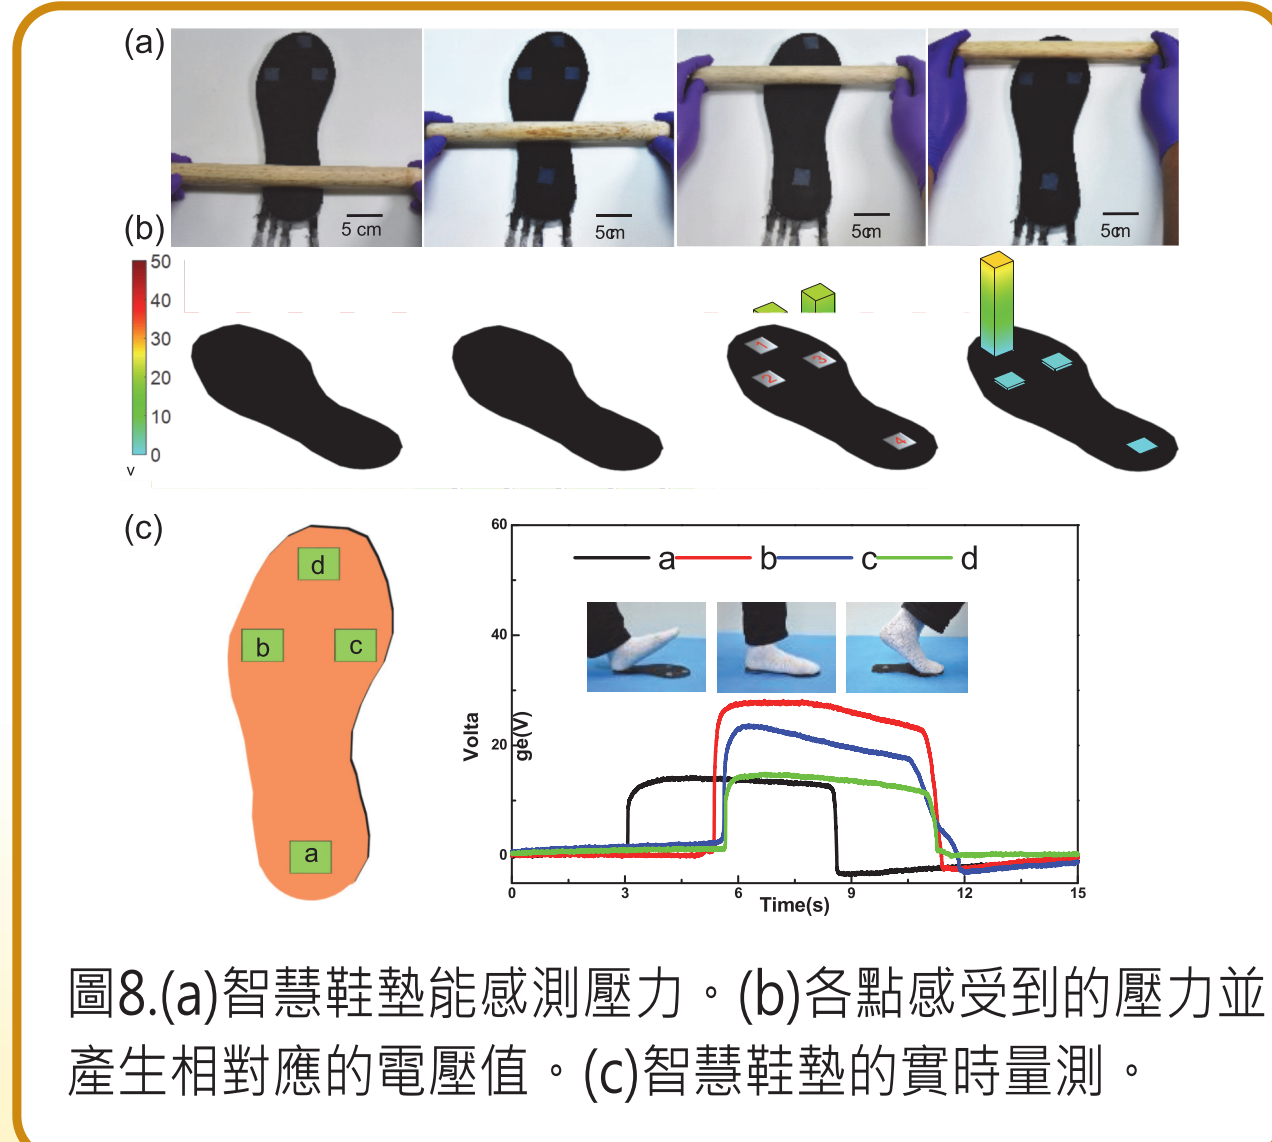 (a)
5 cm
5cm
5cm
5cm
(b)
50
40
30
20
10
0
v
1
3
2
4
(c)
d
b
c
a
60
40
20
0
Volta
ge(V)
a
b
c
d
0
3
6
9
12
15
Time(s)
圖8.(a)智慧鞋墊能感測壓力。(b)各點感受到的壓力並
產生相對應的電壓值。(c)智慧鞋墊的實時量測。